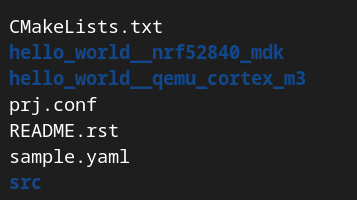 CMakeLists.txt
hello_world__nrf52840_mdk
hello_world__qemu_cortex_m3
prj.conf
README.rst
sample.yaml
src